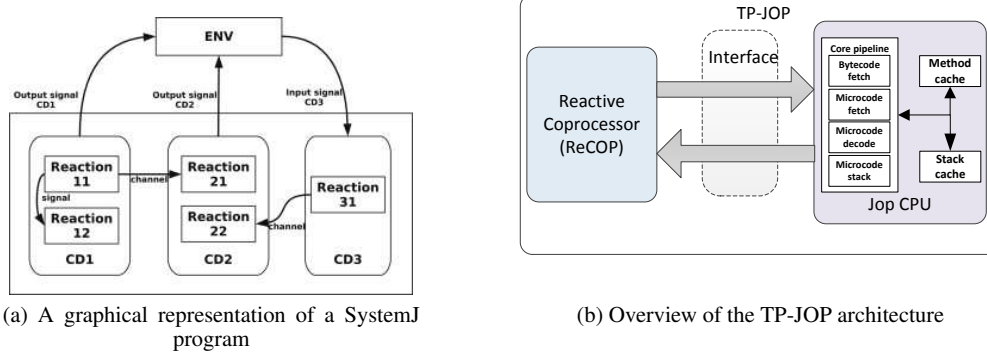 ENV
Output signal
CD1
Output signal
CD2
Input signal
CD3
Reaction
11
signal
Reaction
12
CD1
channel
Reaction
21
Reaction
22
CD2
channel
Reaction
31
CD3
(a) A graphical representation of a SystemJ
program
TP-JOP
Reactive
Coprocessor
(ReCOP)
Interface
Core pipeline
Bytecode
fetch
Microcode
fetch
Microcode
decode
Microcode
stack
Method
cache
Stack
cache
Jop CPU
(b) Overview of the TP-JOP architecture